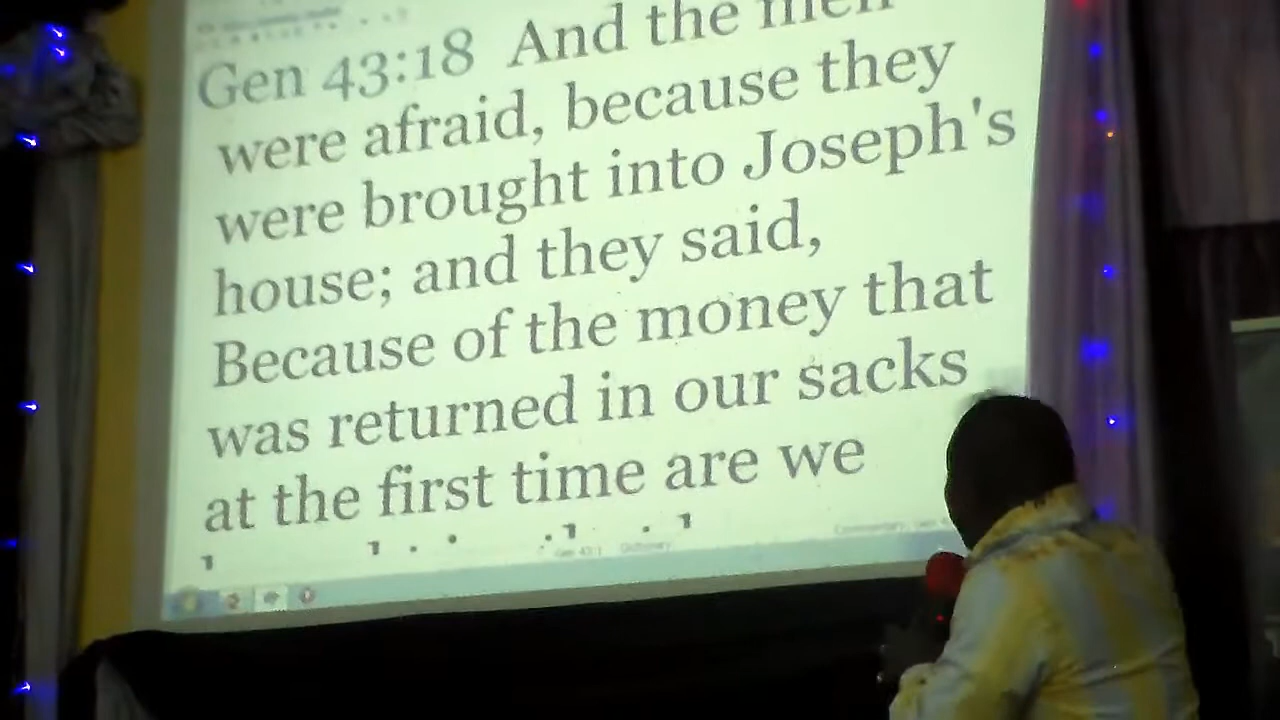 Gen 43:18 And the men
were afraid, because they
were brought into Joseph's
house; and they said,
Because of the money that
was returned in our sacks
at the first time are we